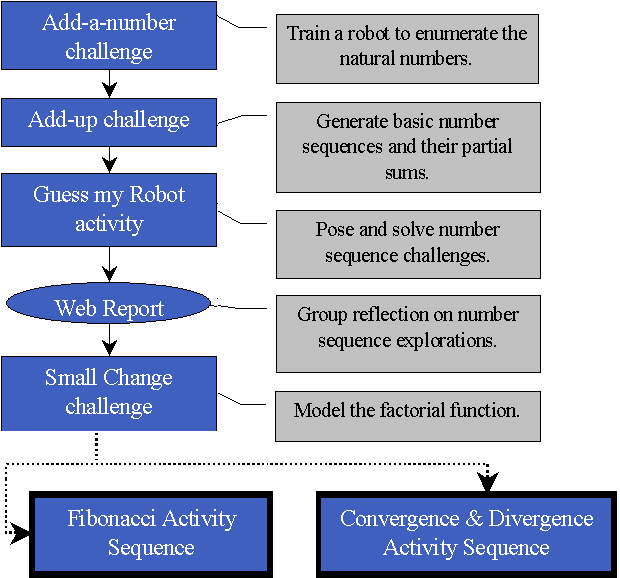 Add-a-number
challenge
Train a robot to enumerate the
natural numbers.
Add-up challenge
Generate basic number
sequences and their partial
sums.
Guess my Robot
activity
Pose and solve number
sequence challenges.
Web Report
Group reflection on number
sequence explorations.
Small Change
challenge
Model the factorial function.
Fibonacci Activity
Sequence
Convergence & Divergence
Activity Sequence